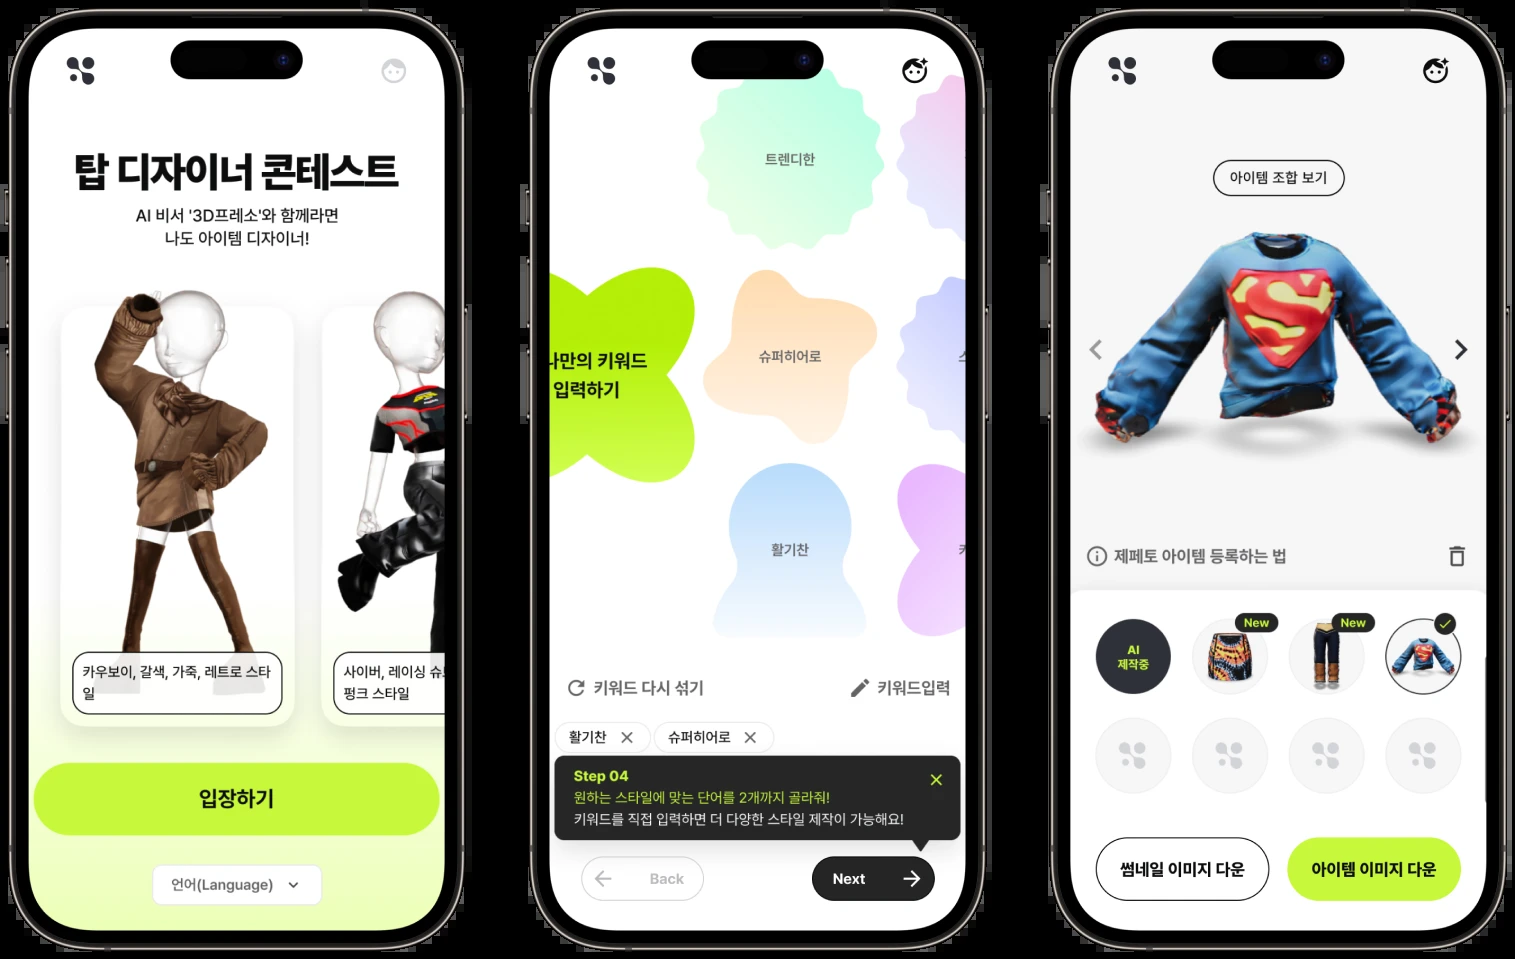 탑 디자이너 콘테스트
AI 비서 '3D프레소'와 함께라면
나도 아이템 디자이너!
카우보이, 갈색, 가죽, 레트로 스타
일
사이버, 레이싱
펑크 스타일
입장하기
언어(Language)
트렌디한
나만의 키워드
입력하기
슈퍼히어로
활기찬
키워드 다시 섞기
키워드입력
활기찬
슈퍼히어로
Step 04
원하는 스타일에 맞는 단어를 2개까지 골라줘!
키워드를 직접 입력하면 더 다양한 스타일 제작이 가능해요!
Back
Next
아이템 조합 보기
제페토 아이템 등록하는 법
AI
제작중
New
New
썸네일 이미지 다운
아이템 이미지 다운